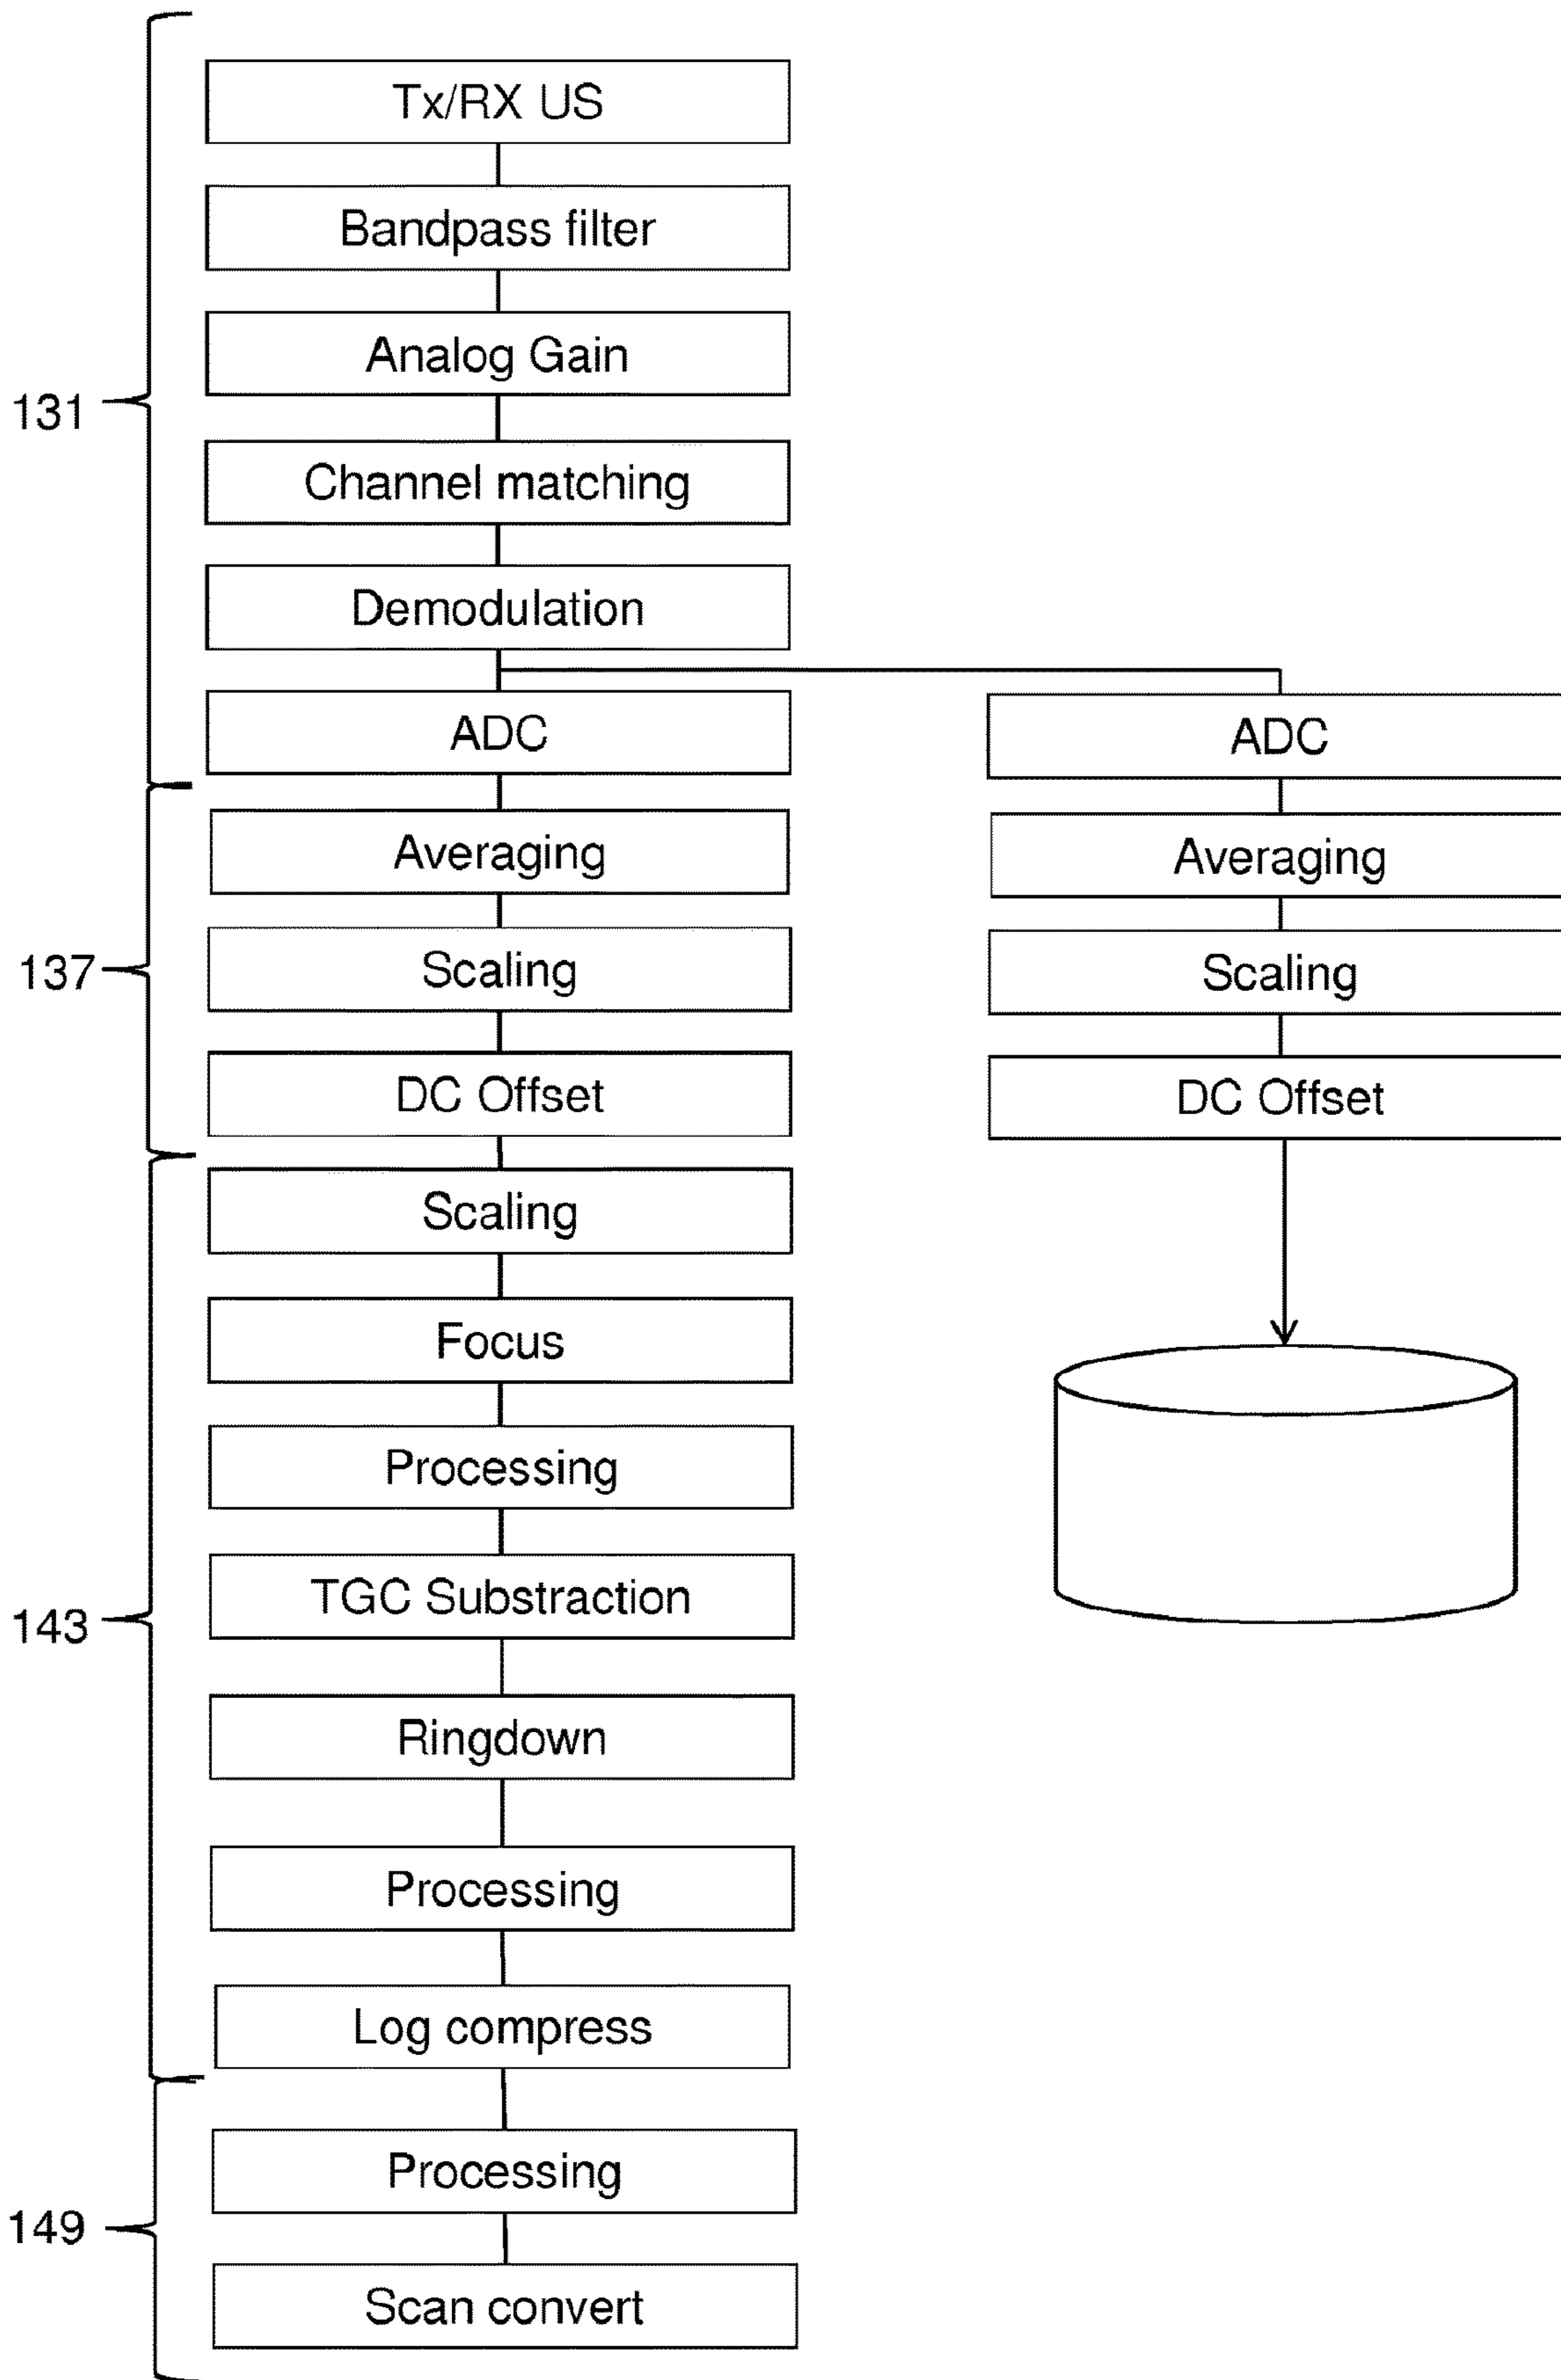 Tx/RX US
Bandpass filter
Analog Gain
131
Channel matching
Demodulation
ADC
ADC
Averaging
Averaging
137
Scaling
Scaling
DC Offset
DC Offset
Scaling
Focus
Processing
TGC Substraction
143
Ringdown
Processing
Log compress
Processing
149
Scan convert